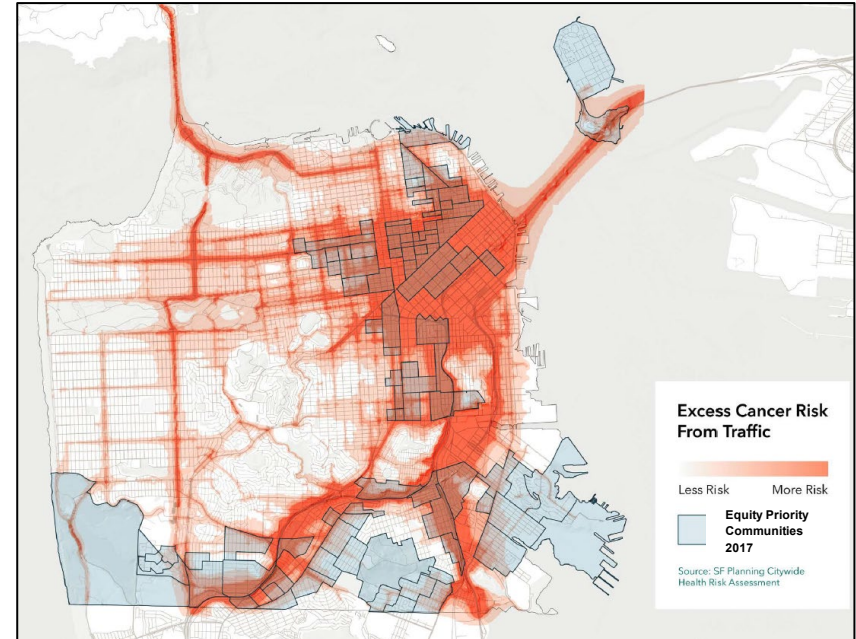 Excess Cancer Risk
From Traffic
Less Risk More Risk
Equity Priority
Communities
2017
Source: SF Planning Citywide
Health Risk Assessment